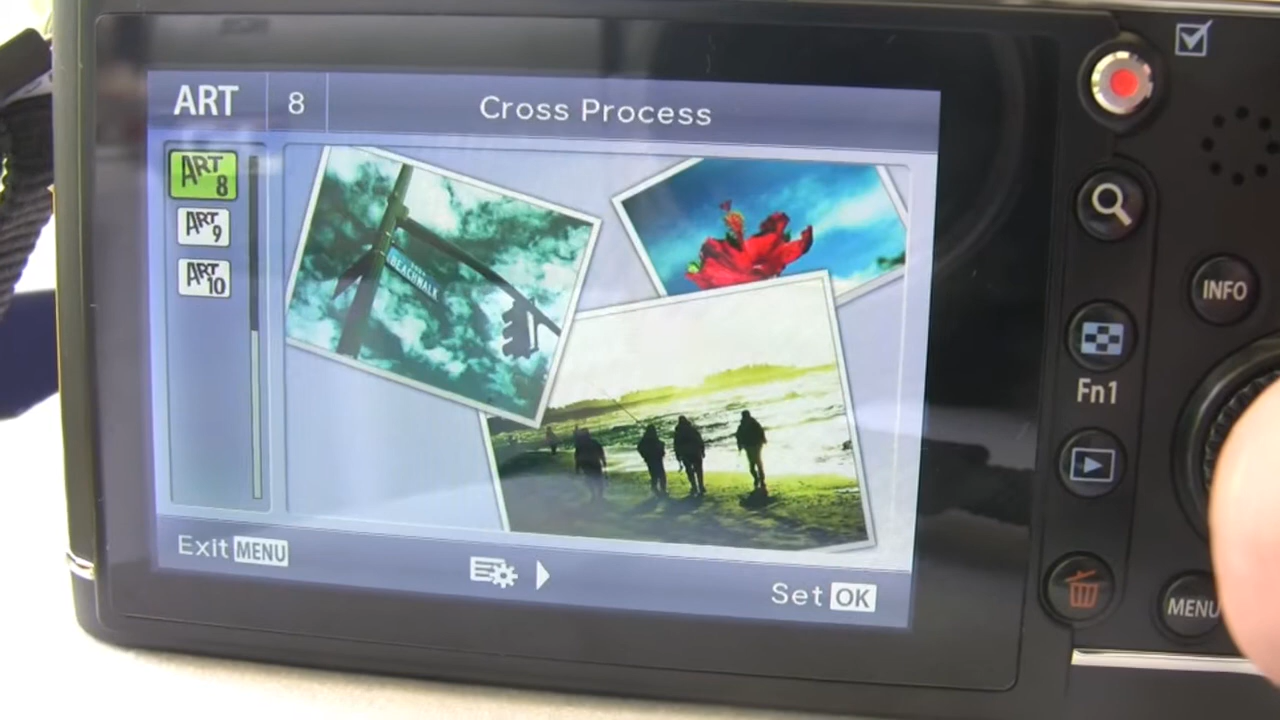 ART 8 Cross Process
ART 8
ART 9
ART 10
BEACHWALK
Exit MENU
Set OK
INFO
Fn1
MENU